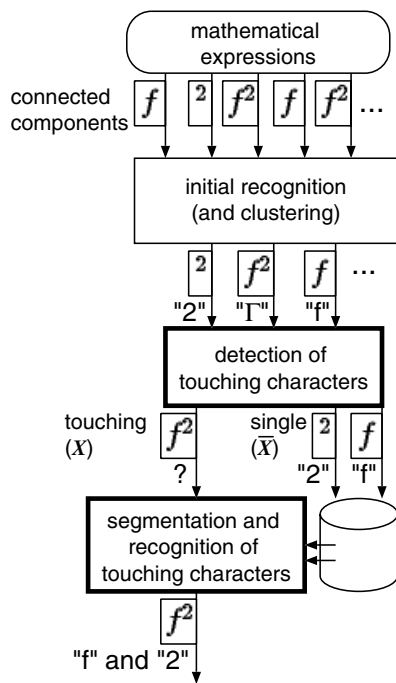 mathematical
expressions
connected
components
f 2 f² f f² ...
initial recognition
(and clustering)
2 f² f ...
"2" "Γ" "f"
detection of
touching characters
touching
(X)
f²
?
single
(X̅)
2 f
"2" "f"
segmentation and
recognition of
touching characters
f²
"f" and "2"